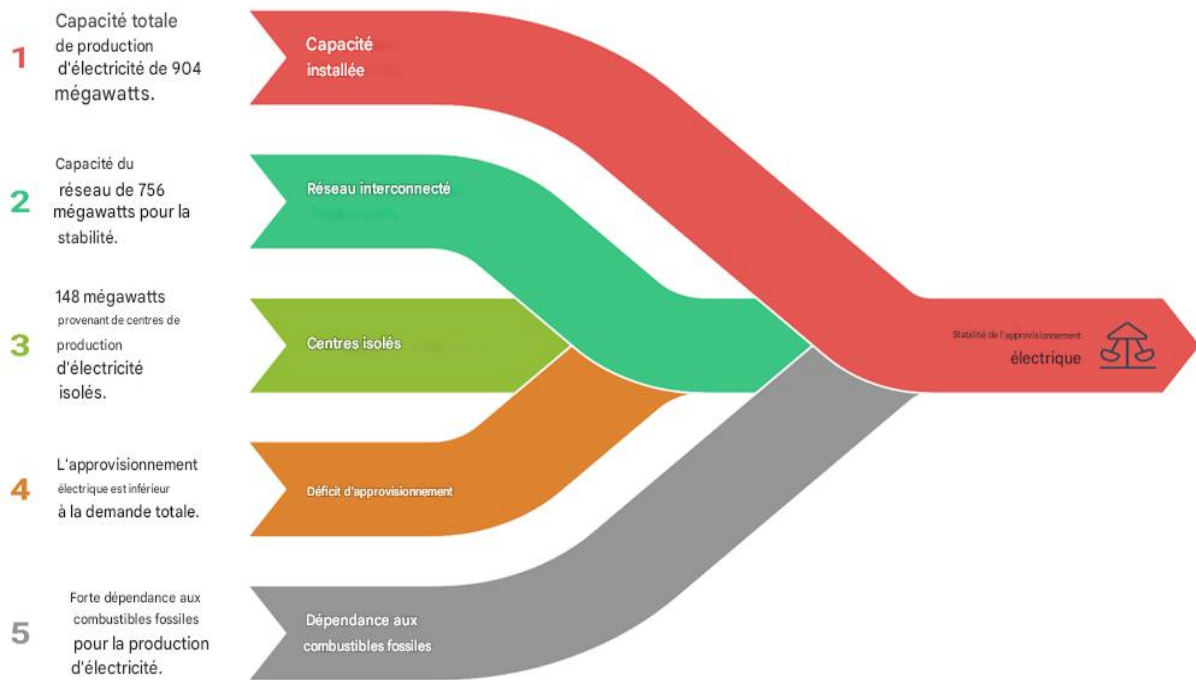 1
Capacité totale
de production
d'électricité de 904
mégawatts.
Capacité
installée
2
Capacité du
réseau de 756
mégawatts pour la
stabilité.
Réseau interconnecté
3
148 mégawatts
provenant de centres de
production
d'électricité
isolés.
Centres isolés
4
L'approvisionnement
électrique est inférieur
à la demande totale.
Déficit d'approvisionnement
5
Forte dépendance aux
combustibles fossiles
pour la production
d'électricité.
Dépendance aux
combustibles fossiles
Stabilité de l'approvisionnement
électrique